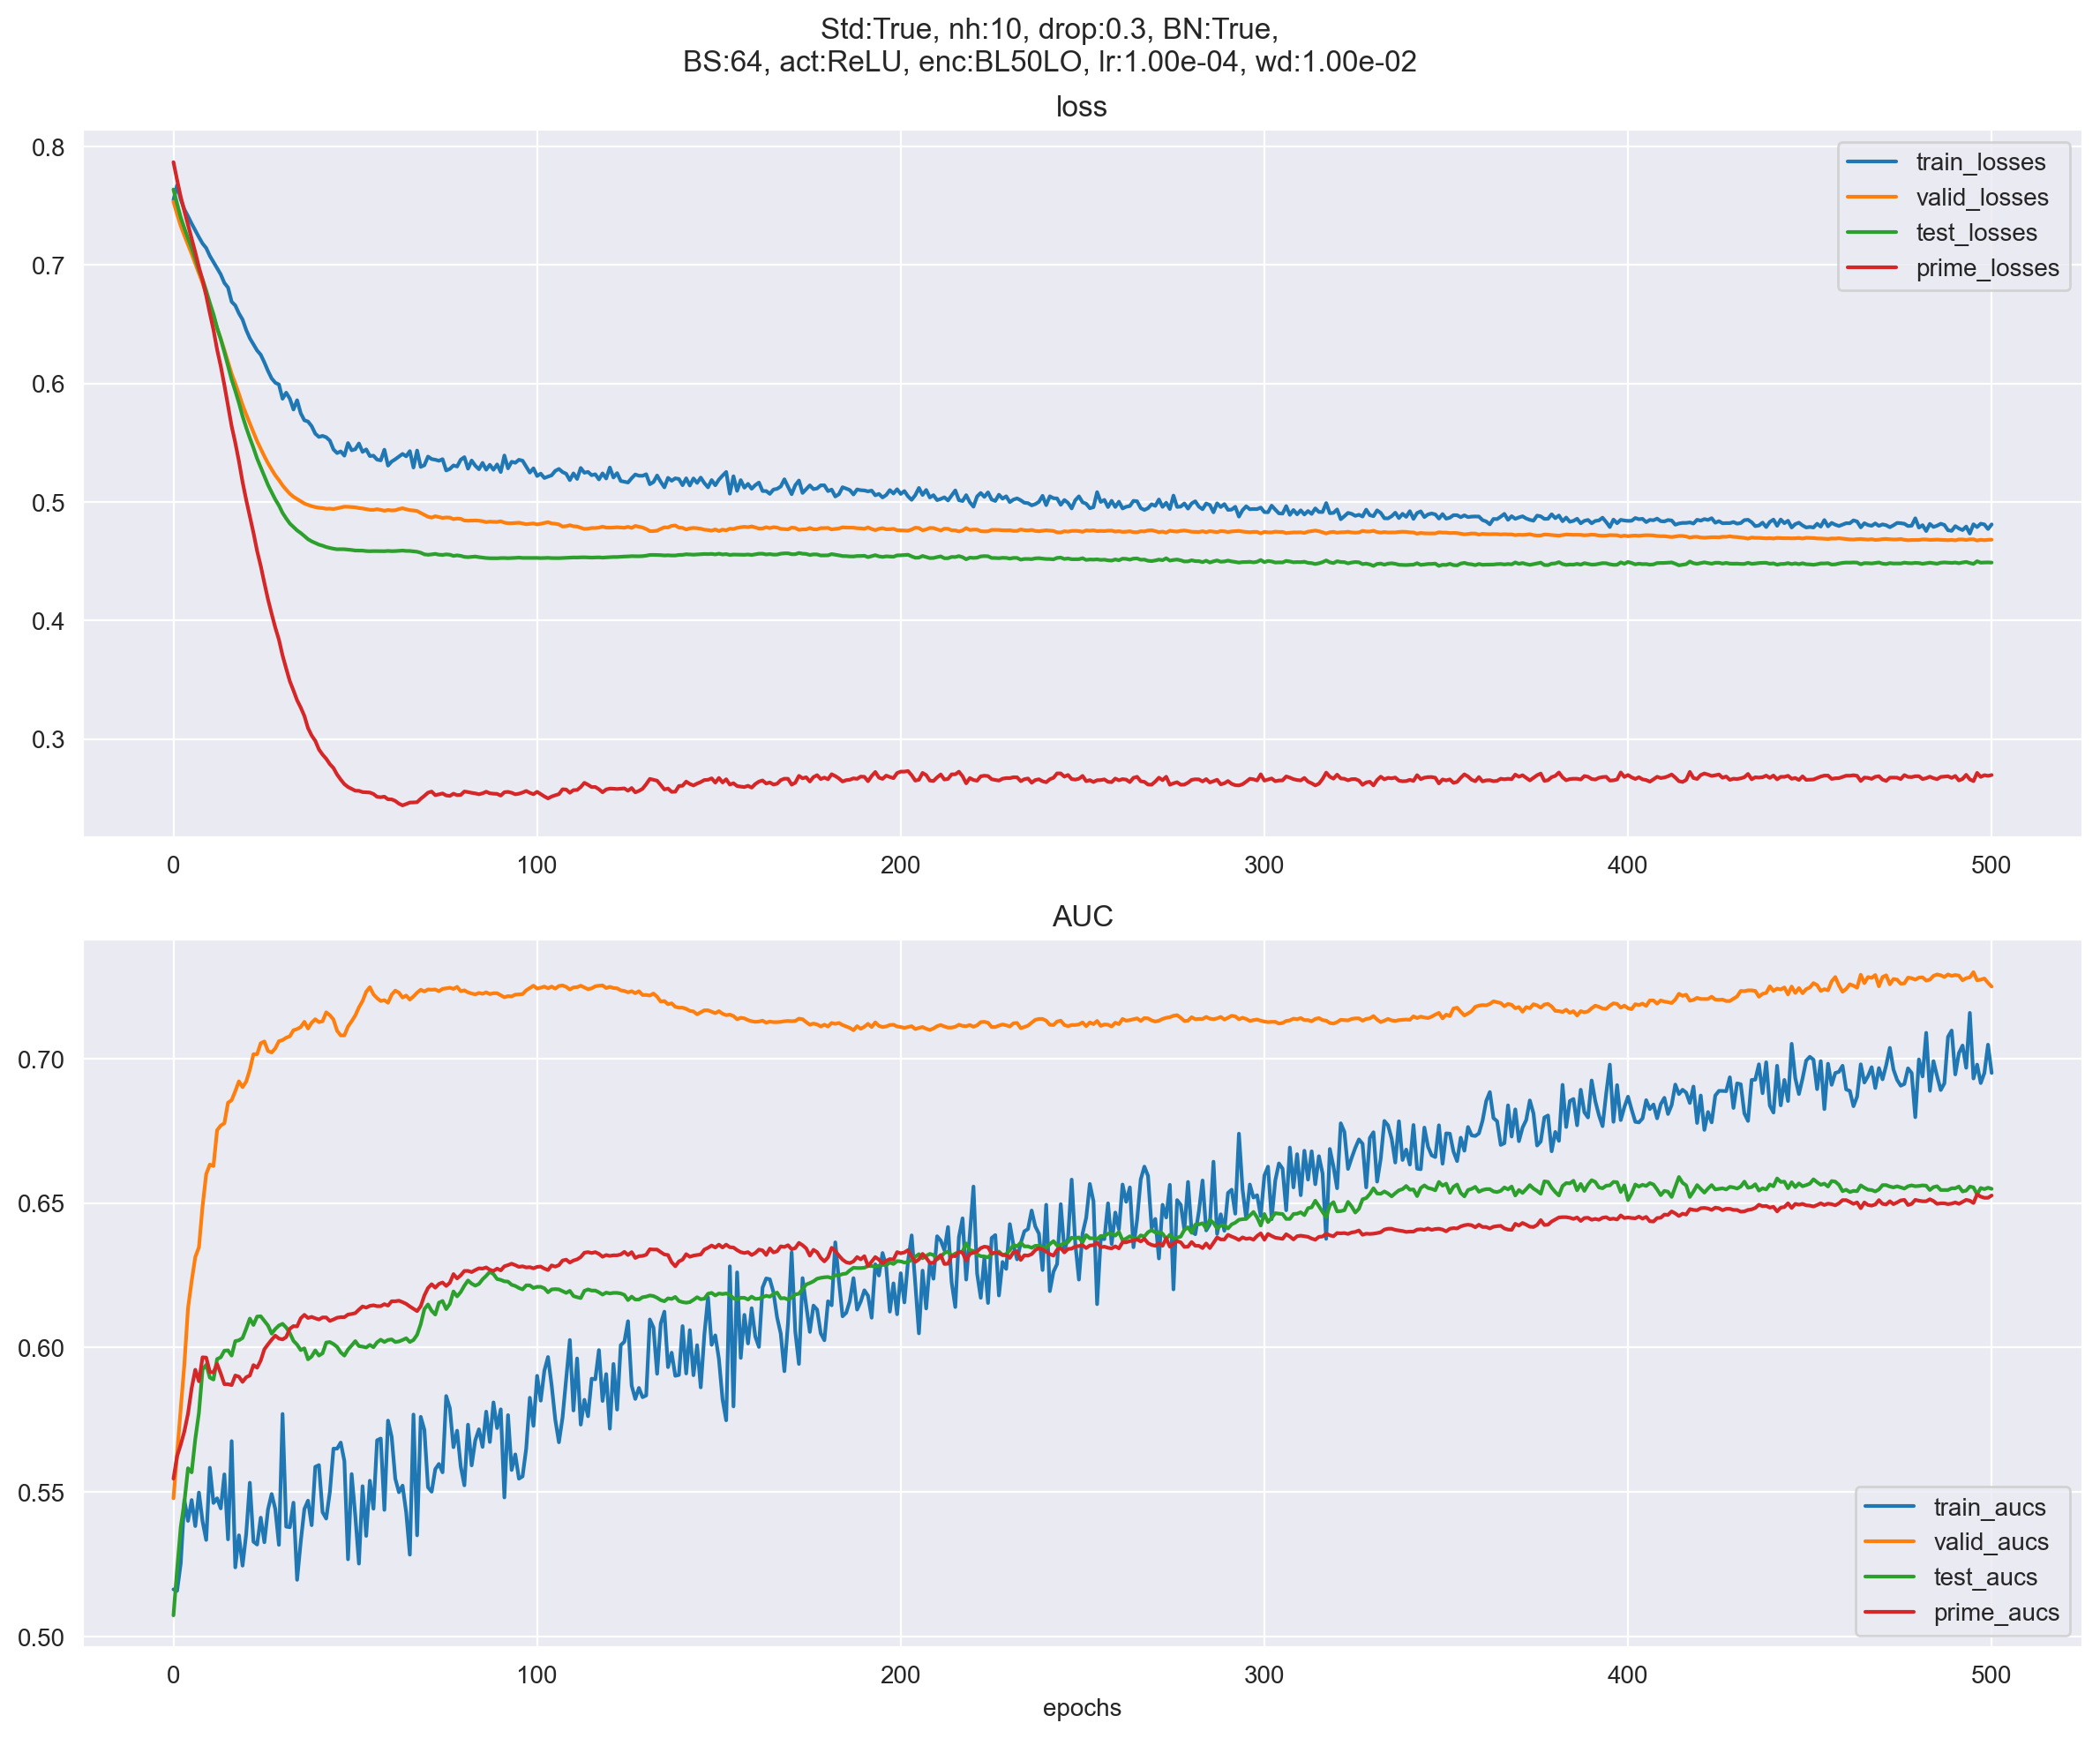 Std:True, nh:10, drop:0.3, BN:True,
BS:64, act:ReLU, enc:BL50LO, lr:1.00e-04, wd:1.00e-02
loss
0.8
0.7
0.6
0.5
0.4
0.3
train_losses
valid_losses
test_losses
prime_losses
0 100 200 300 400 500
AUC
0.70
0.65
0.60
0.55
0.50
train_aucs
valid_aucs
test_aucs
prime_aucs
0 100 200 300 400 500
epochs